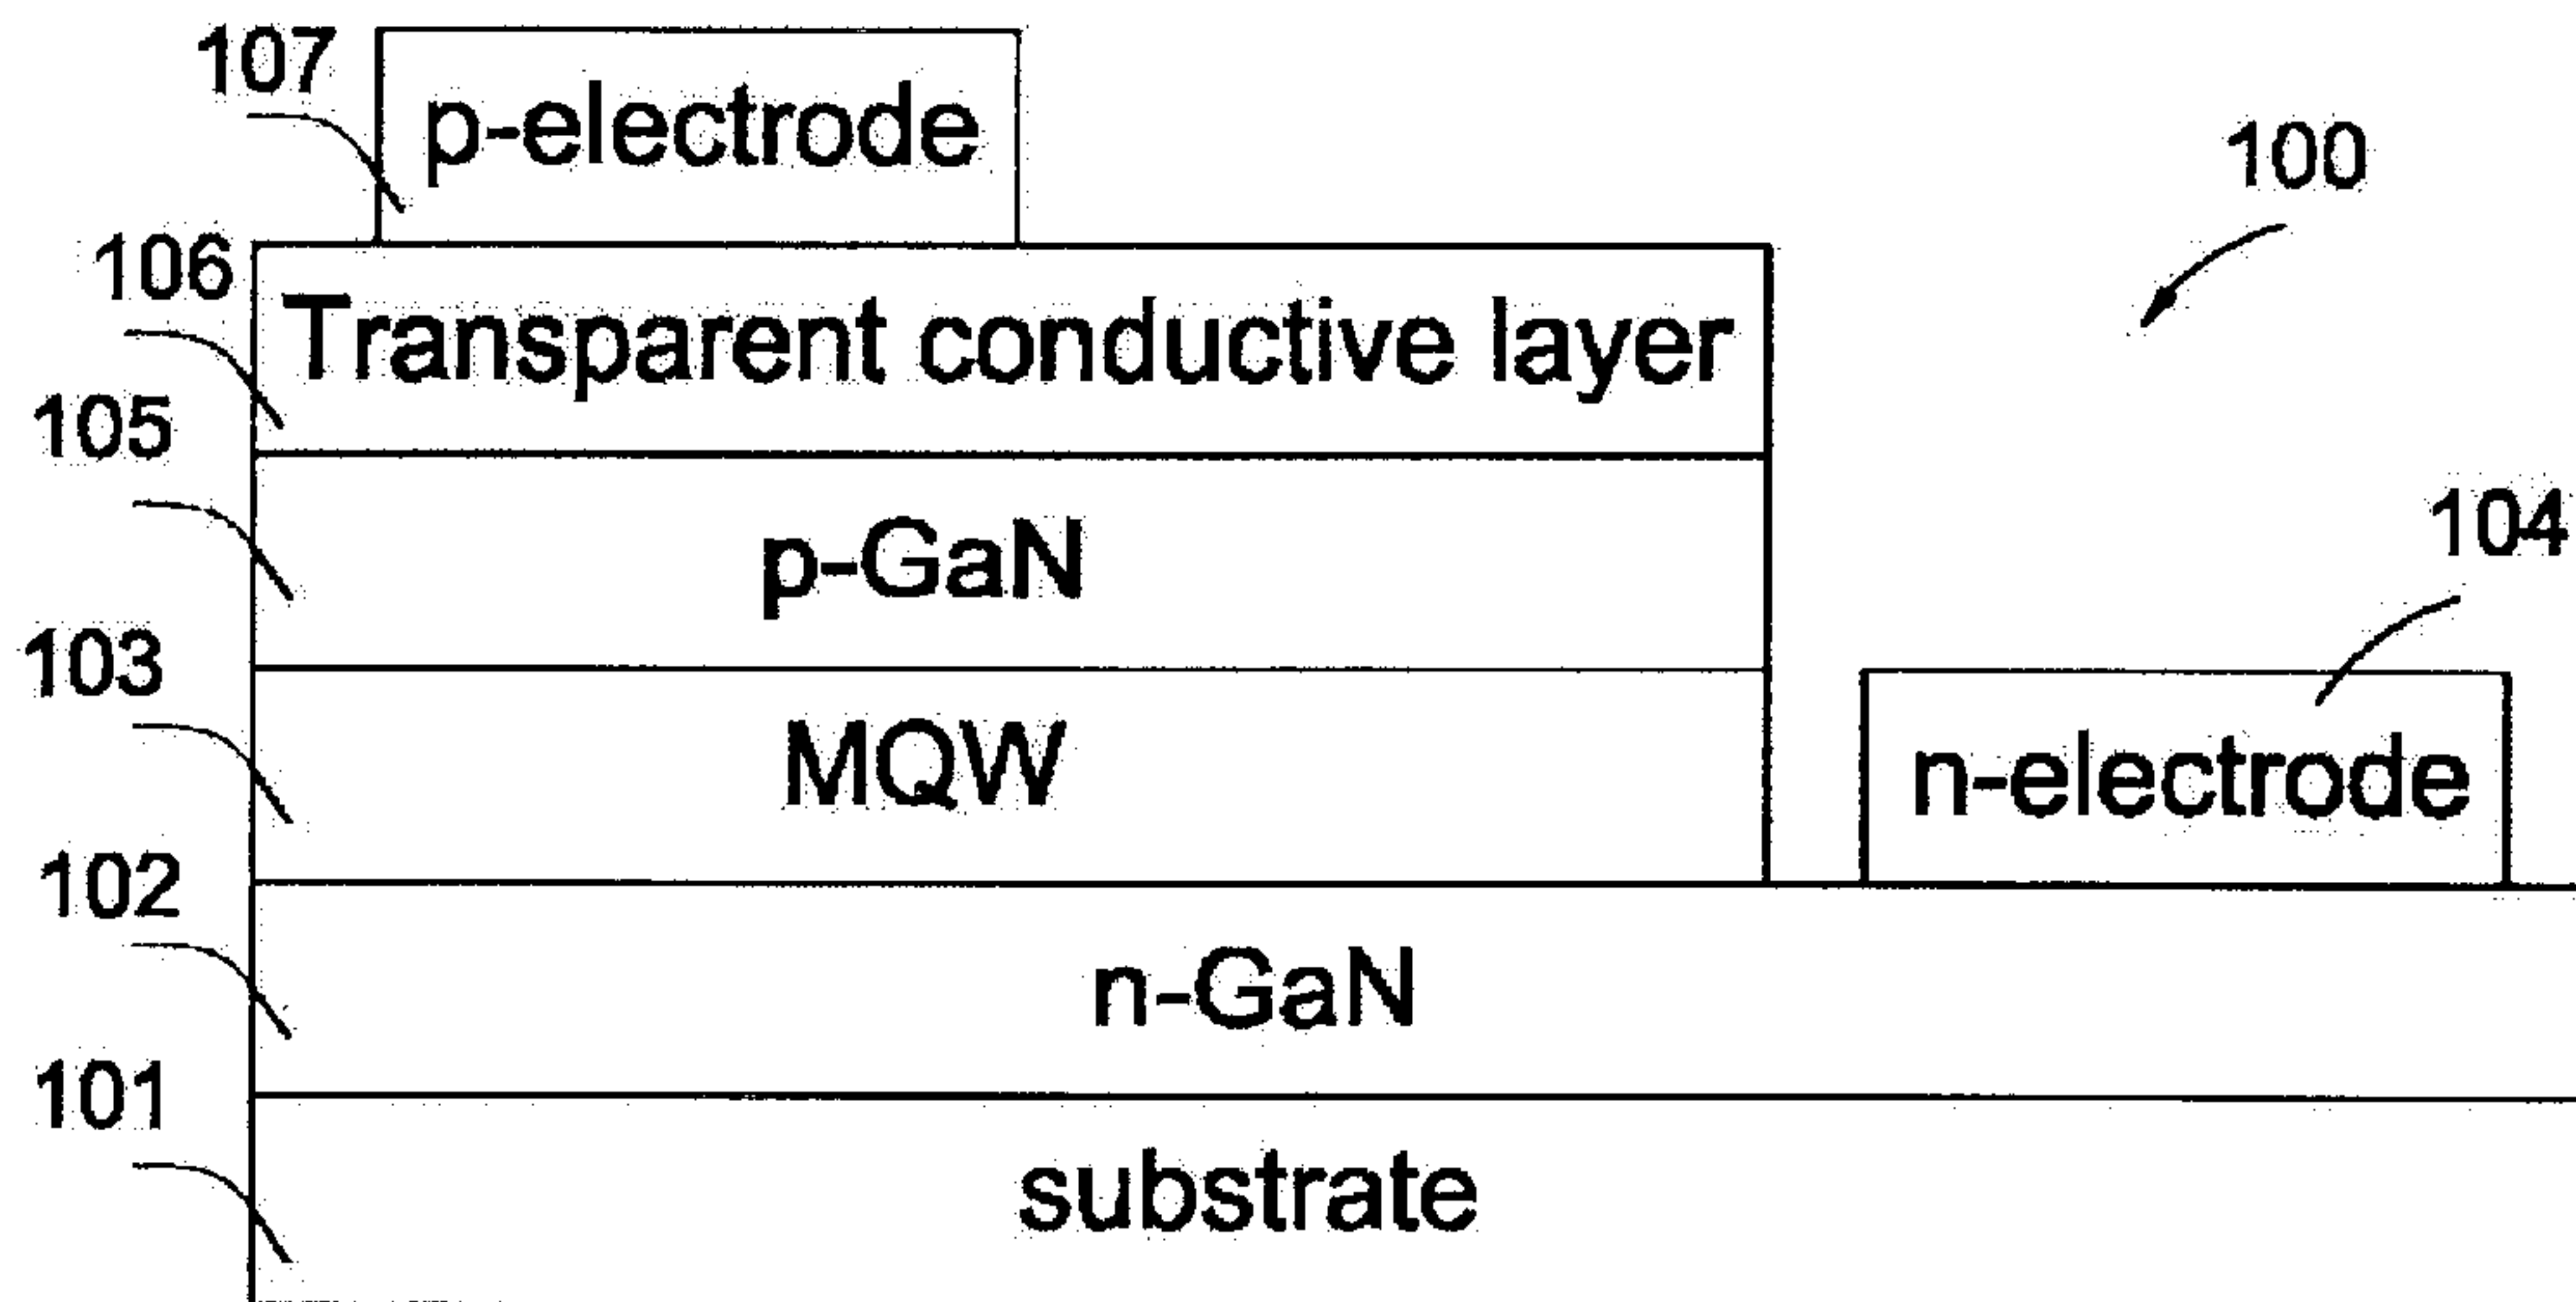 107
p-electrode
100
106
Transparent conductive layer
105
p-GaN
104
103
MQW
n-electrode
102
n-GaN
101
substrate